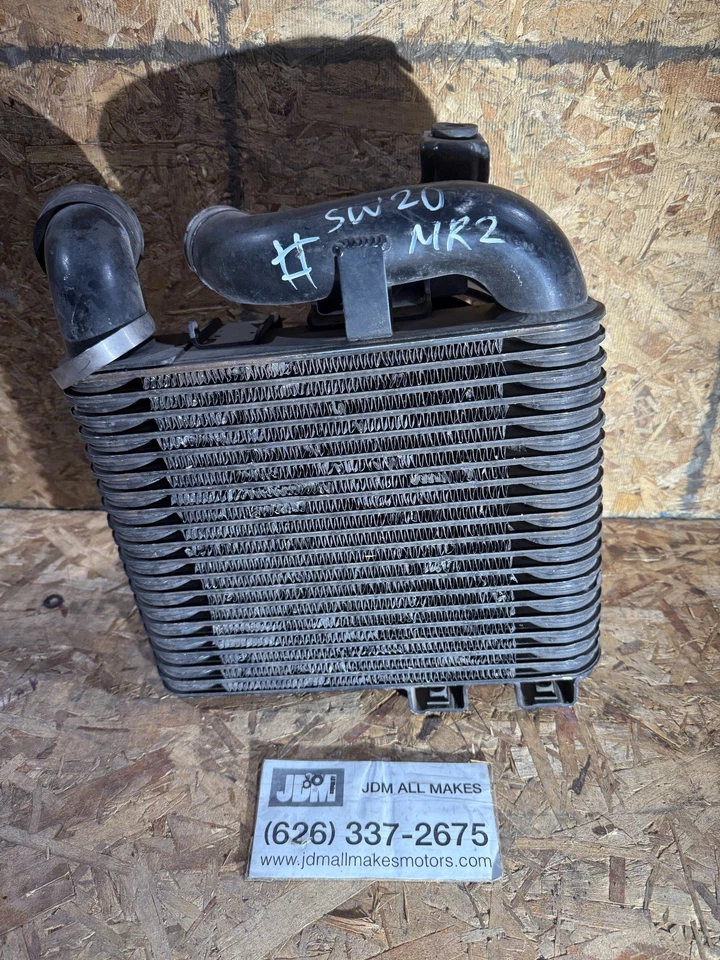 # SW20
MR2
JDM
JDM ALL MAKES
(626) 337-2675
www.jdmallmakesmotors.com